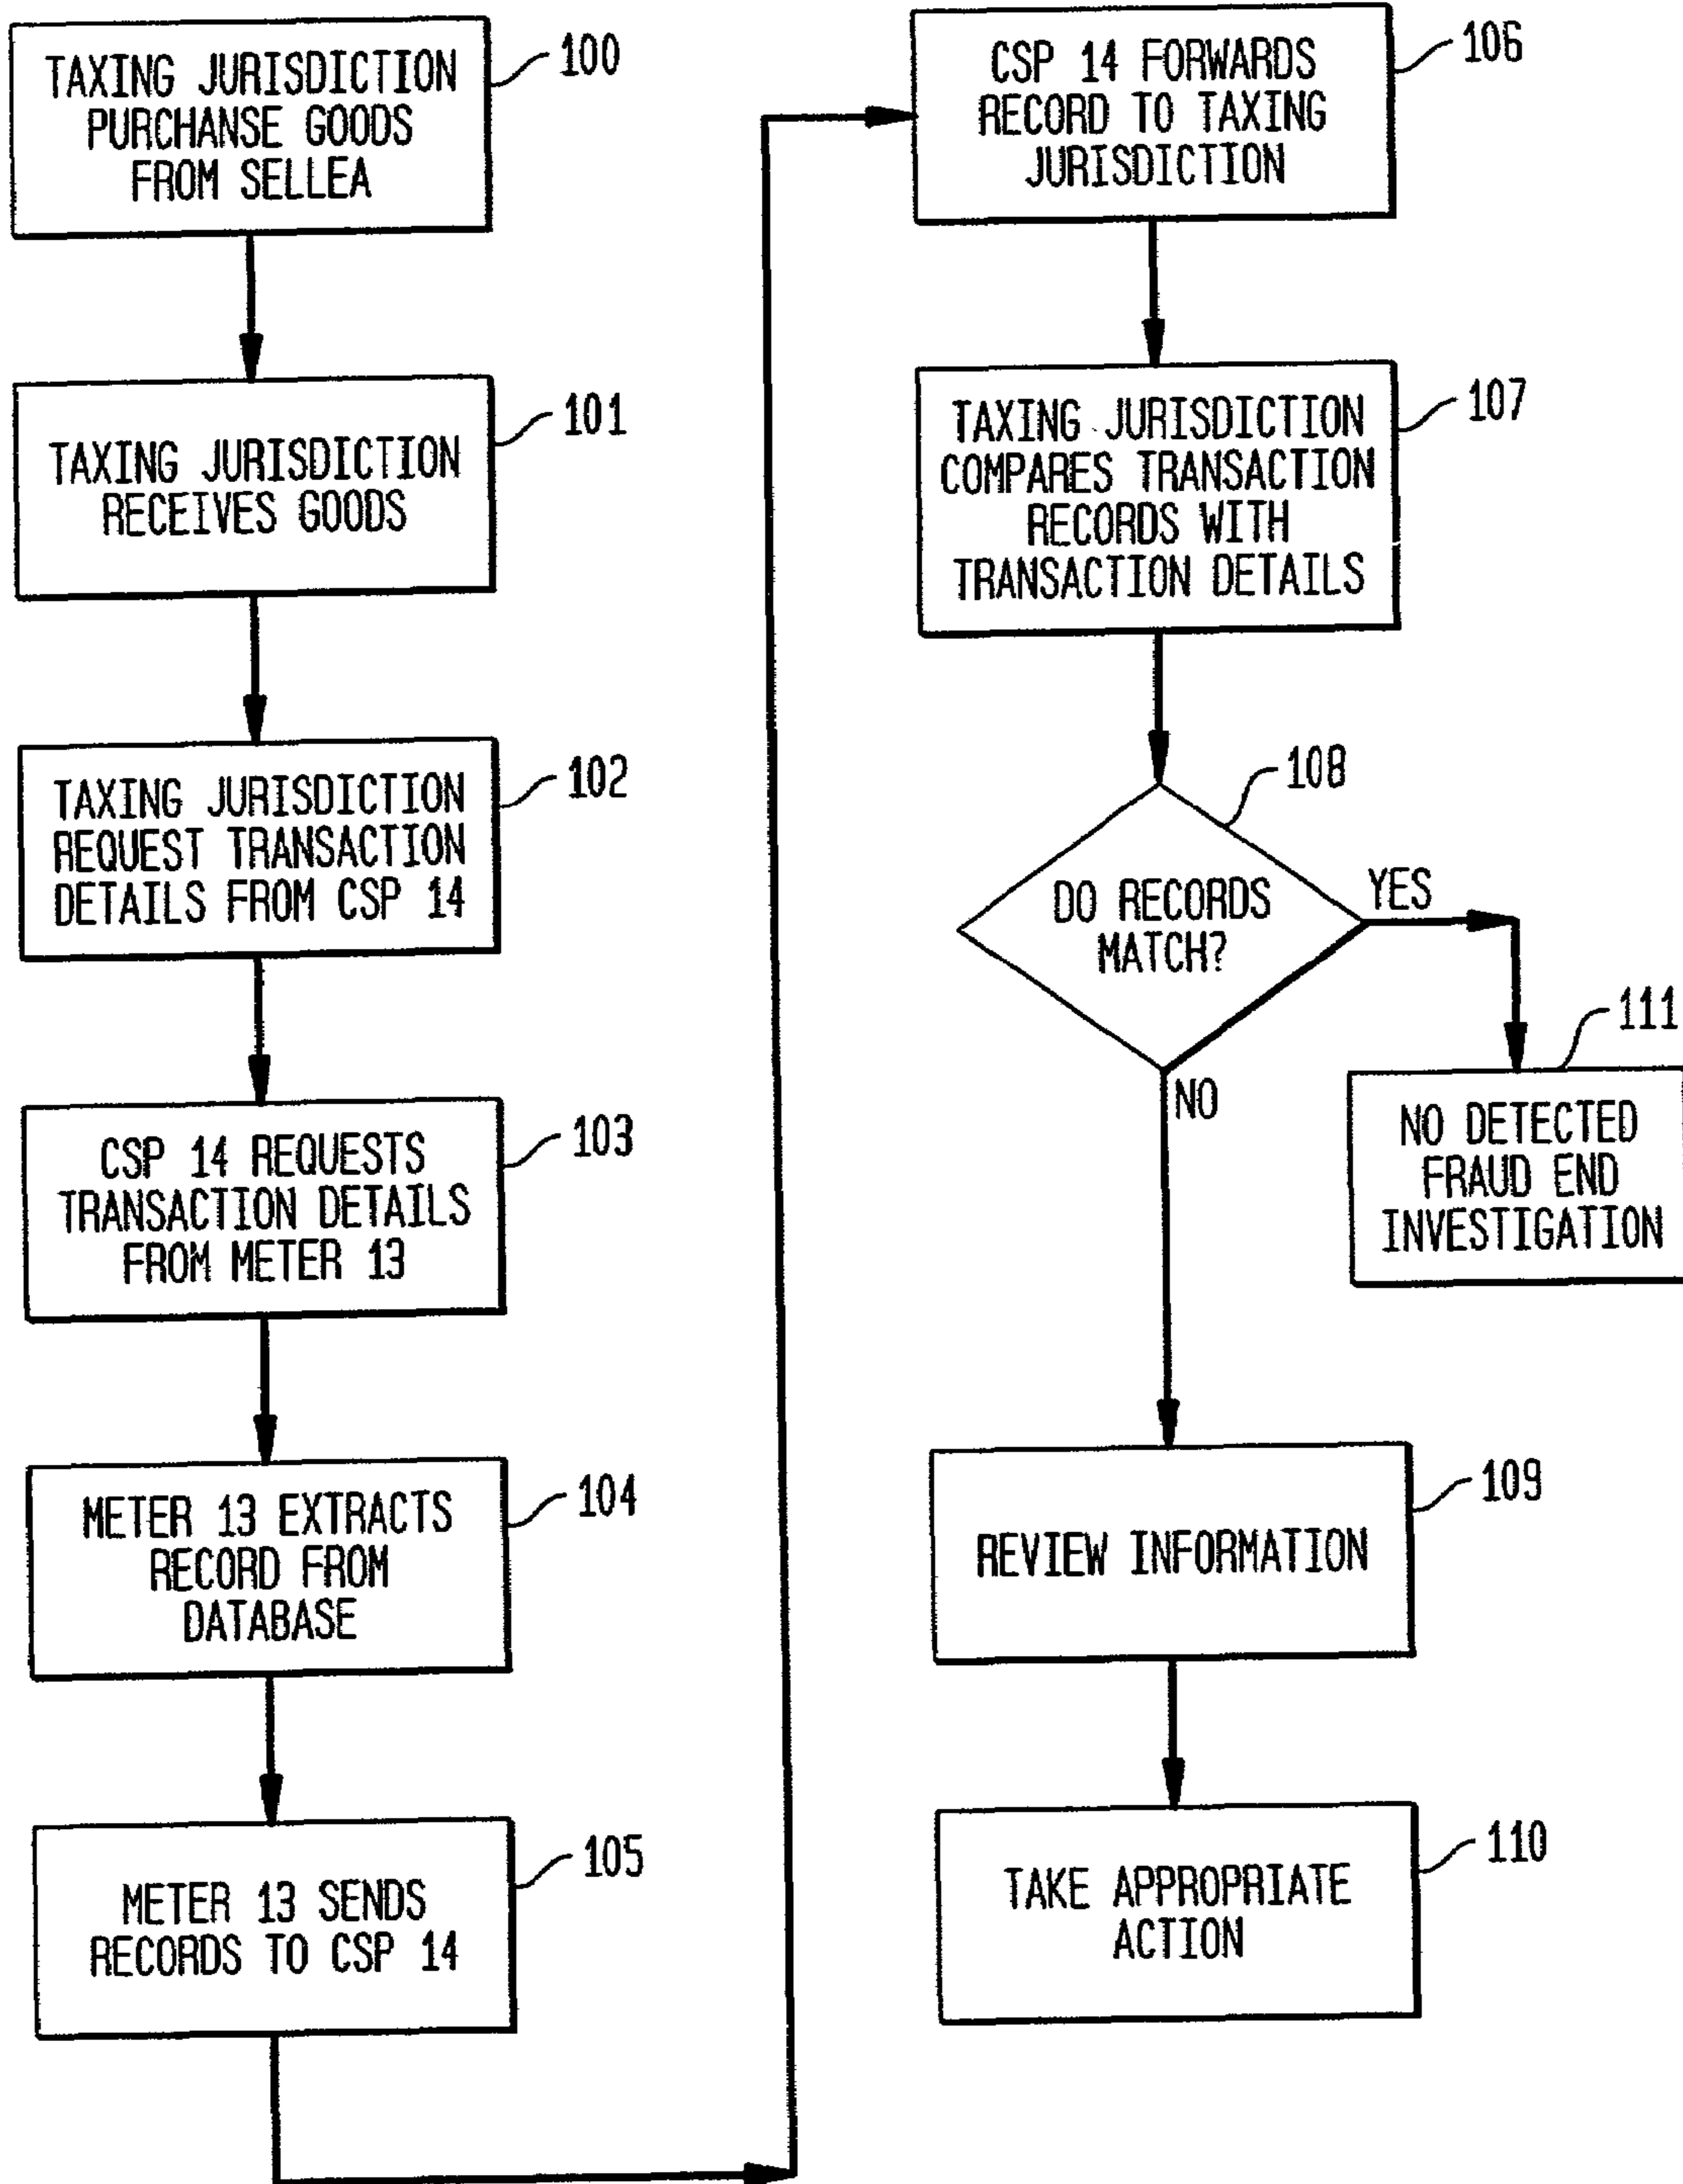 TAXING JURISDICTION
PURCHANSE GOODS
FROM SELLEA
100
TAXING JURISDICTION
RECEIVES GOODS
101
TAXING JURISDICTION
REQUEST TRANSACTION
DETAILS FROM CSP 14
102
CSP 14 REQUESTS
TRANSACTION DETAILS
FROM METER 13
103
METER 13 EXTRACTS
RECORD FROM
DATABASE
104
METER 13 SENDS
RECORDS TO CSP 14
105
CSP 14 FORWARDS
RECORD TO TAXING
JURISDICTION
106
TAXING JURISDICTION
COMPARES TRANSACTION
RECORDS WITH
TRANSACTION DETAILS
107
DO RECORDS
MATCH?
108
YES
NO
NO DETECTED
FRAUD END
INVESTIGATION
111
REVIEW INFORMATION
109
TAKE APPROPRIATE
ACTION
110